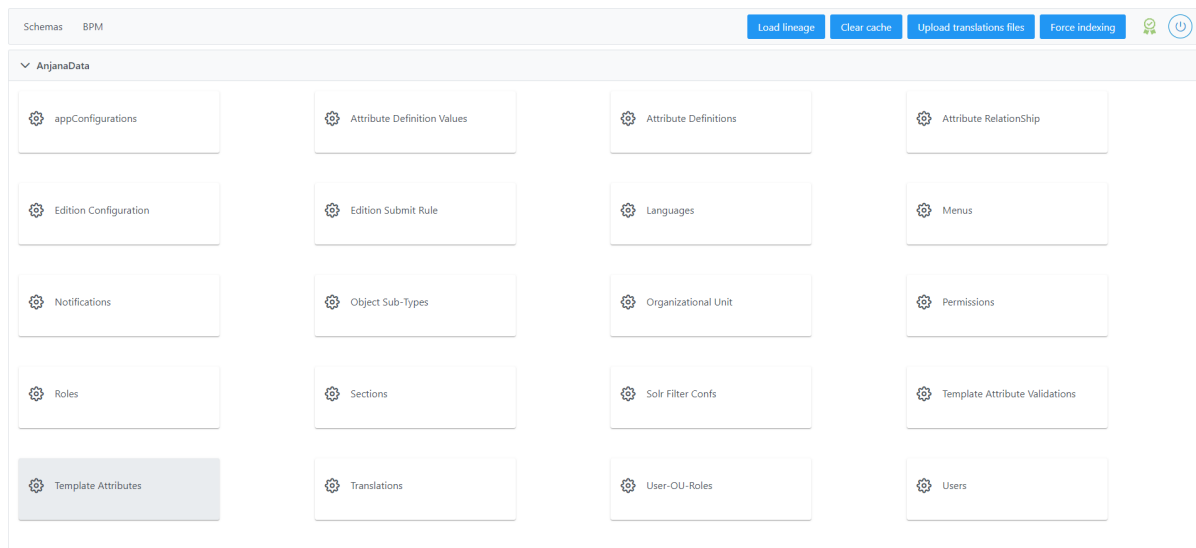 Schemas BPM Load lineage Clear cache Upload translations files Force indexing
AnjanaData
appConfigurations Attribute Definition Values Attribute Definitions Attribute RelationShip
Edition Configuration Edition Submit Rule Languages Menus
Notifications Object Sub-Types Organizational Unit Permissions
Roles Sections Solr Filter Confs Template Attribute Validations
Template Attributes Translations User-OU-Roles Users